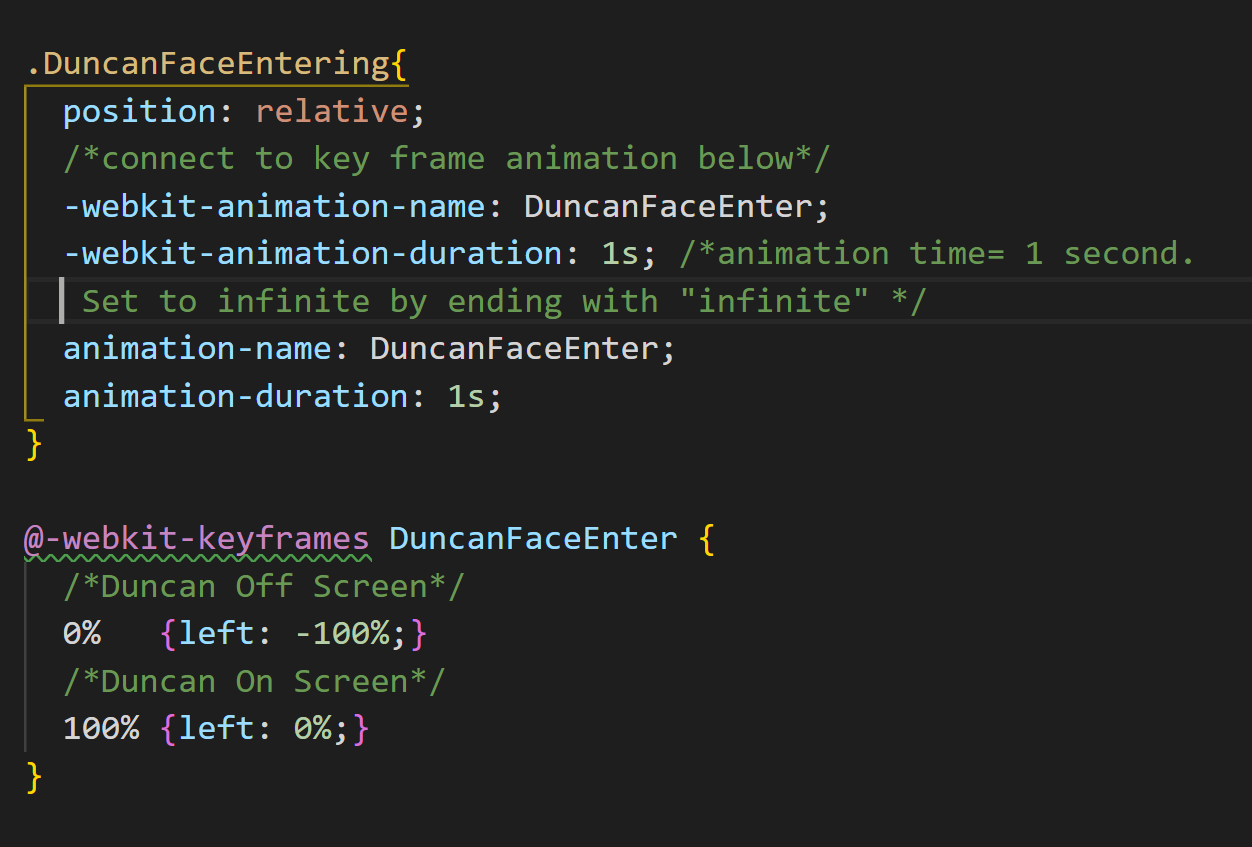 .DuncanFaceEntering{
position: relative;
/*connect to key frame animation below*/
-webkit-animation-name: DuncanFaceEnter;
-webkit-animation-duration: 1s; /*animation time= 1 second.
Set to infinite by ending with "infinite" */
animation-name: DuncanFaceEnter;
animation-duration: 1s;
}
@-webkit-keyframes DuncanFaceEnter {
/*Duncan Off Screen*/
0%   {left: -100%;}
/*Duncan On Screen*/
100% {left: 0%;}
}